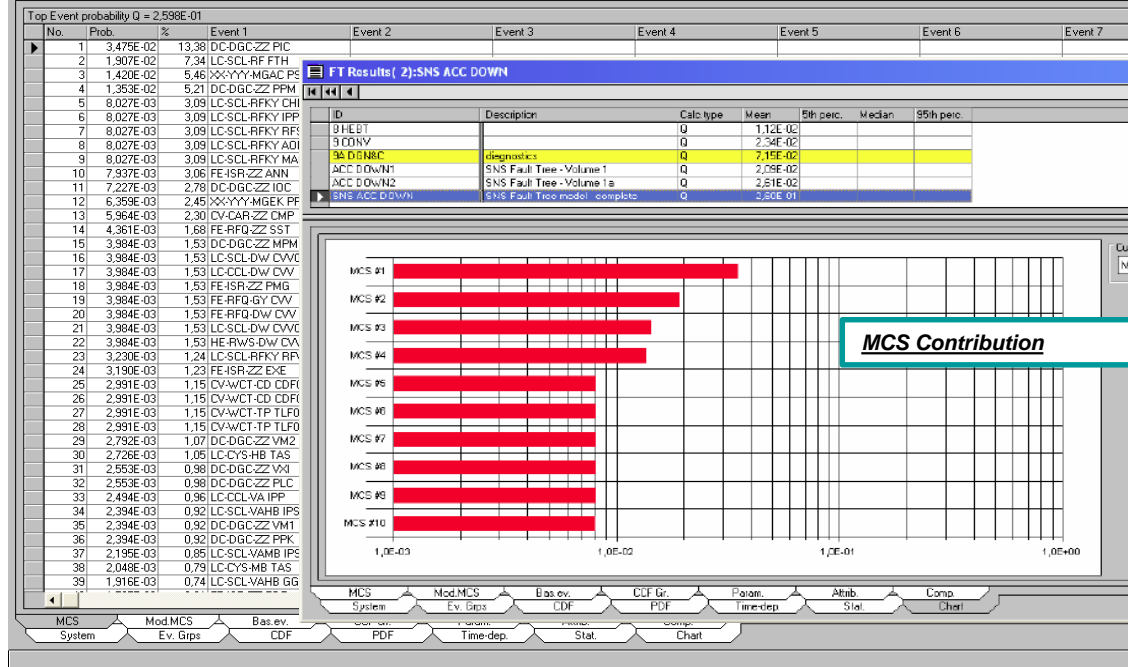 Top Event probability Q = 2,598E-01
No. Prob. % Event 1 Event 2 Event 3 Event 4 Event 5 Event 6 Event 7
1 3,475E-02 13,38 DC-DGC-ZZ PIC
2 1,907E-02 7,34 LC-SCL-RF FTH
3 1,420E-02 5,46 XX-YYY-MGAC PS
4 1,353E-02 5,21 DC-DGC-ZZ PPM
5 8,027E-03 3,09 LC-SCL-RFKY CHI
6 8,027E-03 3,09 LC-SCL-RFKY IPP
7 8,027E-03 3,09 LC-SCL-RFKY RFS
8 8,027E-03 3,09 LC-SCL-RFKY AOI
9 8,027E-03 3,09 LC-SCL-RFKY MA
10 7,937E-03 3,06 FE-ISR-ZZ ANN
11 7,227E-03 2,78 DC-DGC-ZZ IOC
12 6,359E-03 2,45 XX-YYY-MGEK PF
13 5,964E-03 2,30 CV-CAR-ZZ CMP
14 4,361E-03 1,68 FE-RFQ-ZZ SST
15 3,984E-03 1,53 DC-DGC-ZZ MPM
16 3,984E-03 1,53 LC-SCL-DW CVVC
17 3,984E-03 1,53 LC-CCL-DW CVV
18 3,984E-03 1,53 FE-ISR-ZZ PMG
19 3,984E-03 1,53 FE-RFQ-GY CVV
20 3,984E-03 1,53 FE-RFQ-DW CVV
21 3,984E-03 1,53 LC-SCL-DW CVVC
22 3,984E-03 1,53 HE-RWS-DW CVV
23 3,230E-03 1,24 LC-SCL-RFKY RFV
24 3,190E-03 1,23 FE-ISR-ZZ EXE
25 2,991E-03 1,15 CV-WCT-CD CDF0
26 2,991E-03 1,15 CV-WCT-CD CDF0
27 2,991E-03 1,15 CV-WCT-TP TLF0
28 2,991E-03 1,15 CV-WCT-TP TLF0
29 2,792E-03 1,07 DC-DGC-ZZ VM2
30 2,726E-03 1,05 LC-CYS-HB TAS
31 2,553E-03 0,98 DC-DGC-ZZ VXI
32 2,553E-03 0,98 DC-DGC-ZZ PLC
33 2,494E-03 0,96 LC-CCL-VA IPP
34 2,394E-03 0,92 LC-SCL-VAHB IPS
35 2,394E-03 0,92 DC-DGC-ZZ VM1
36 2,394E-03 0,92 DC-DGC-ZZ PPK
37 2,195E-03 0,85 LC-SCL-VAMB IPS
38 2,048E-03 0,79 LC-CYS-MB TAS
39 1,916E-03 0,74 LC-SCL-VAHB GG
FT Results( 2):SNS ACC DOWN
ID Description Calc.type Mean 5th perc. Median 95th perc.
8 HEBT Q 1,12E-02
9 CONV Q 2,34E-02
9A DGN&C diagnostics Q 7,15E-02
ACC DOWN1 SNS Fault Tree - Volume 1 Q 2,09E-02
ACC DOWN2 SNS Fault Tree - Volume 1a Q 2,61E-02
SNS ACC DOWN SNS Fault Tree model - complete Q 2,60E-01
Cu
M
MCS #1
MCS #2
MCS #3
MCS #4
MCS #5
MCS #6
MCS #7
MCS #8
MCS #9
MCS #10
1,0E-03 1,0E-02 1,0E-01 1,0E+00
MCS Contribution
MCS Mod.MCS Bas.ev. CCF Gr. Param. Attrib. Comp.
System Ev. Grps CDF PDF Time-dep. Stat. Chart
MCS Mod.MCS Bas.ev. CCF Gr. Param. Attrib. Comp.
System Ev. Grps CDF PDF Time-dep. Stat. Chart